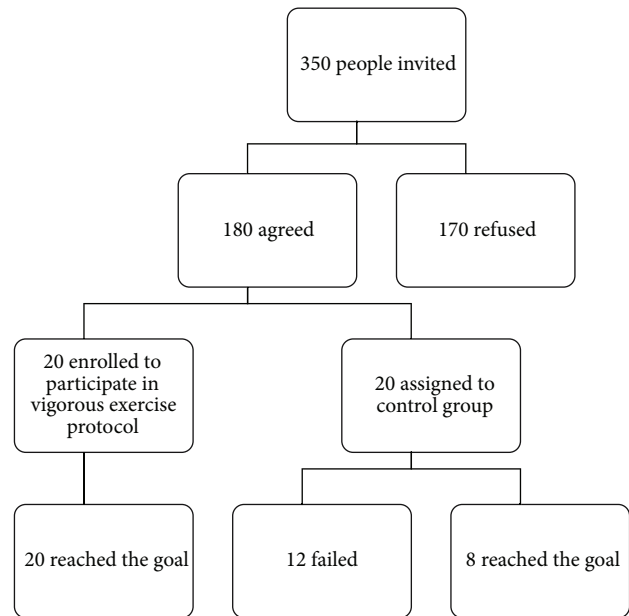 350 people invited
180 agreed
170 refused
20 enrolled to
participate in
vigorous exercise
protocol
20 assigned to
control group
20 reached the goal
12 failed
8 reached the goal